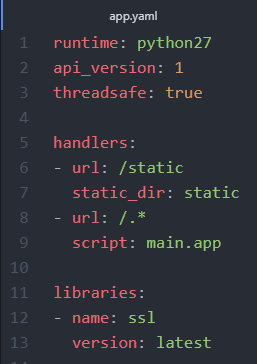 app.yaml
1 runtime: python27
2 api_version: 1
3 threadsafe: true
4
5 handlers:
6 - url: /static
7   static_dir: static
8 - url: /.*
9   script: main.app
10
11 libraries:
12 - name: ssl
13   version: latest